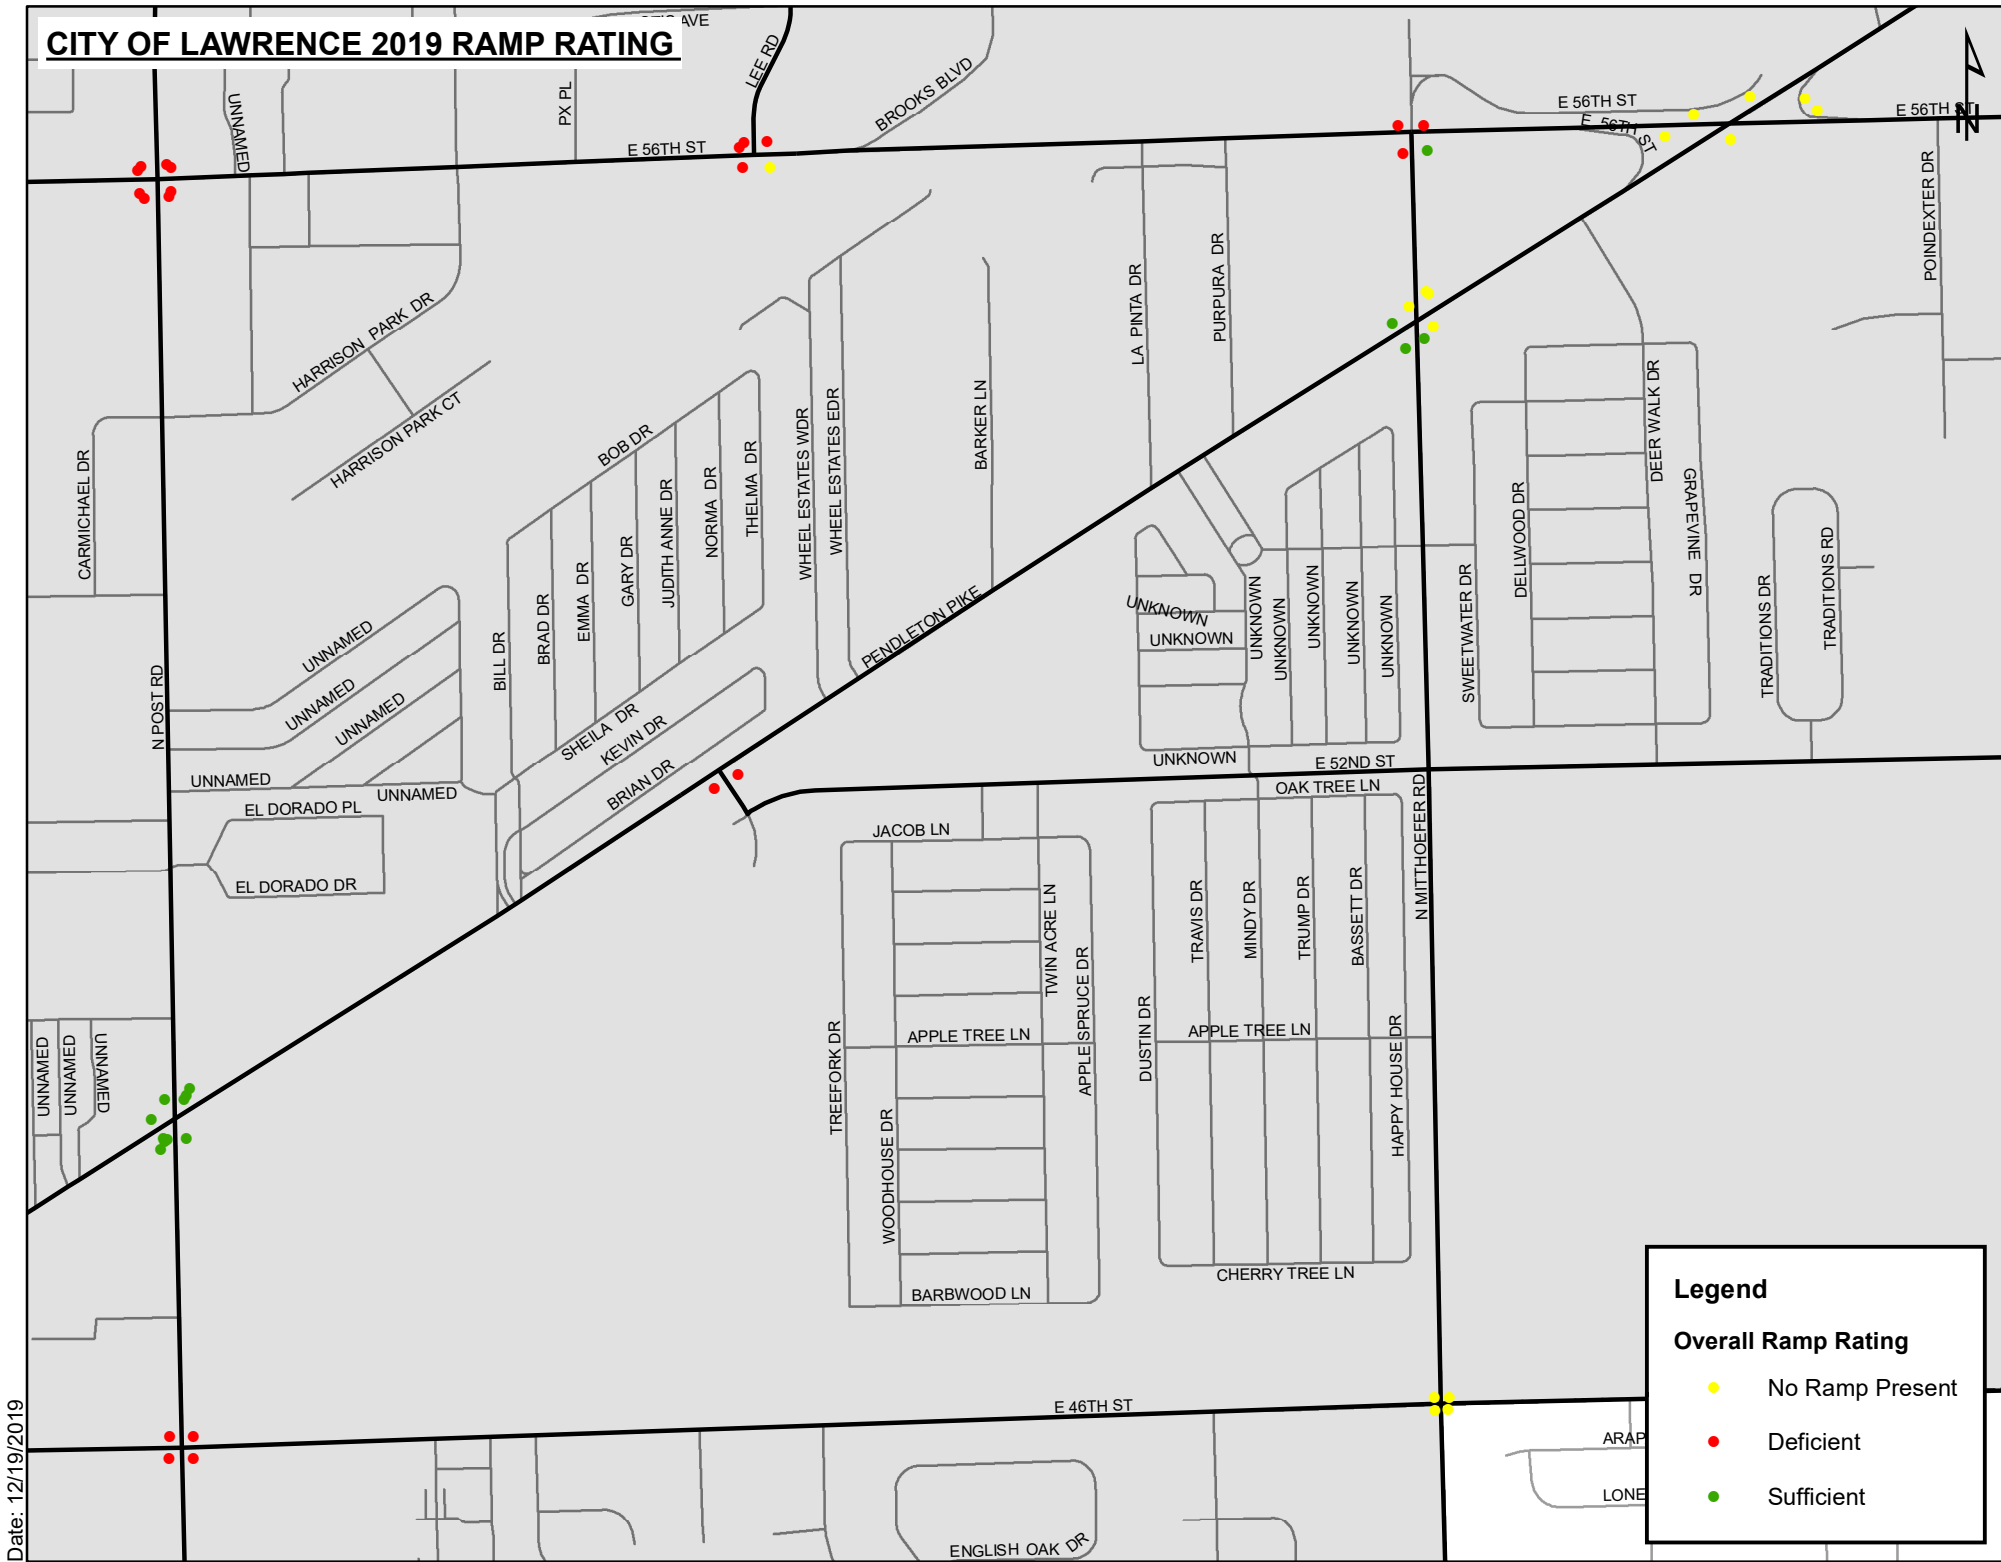 CITY OF LAWRENCE 2019 RAMP RATING
AVE
LEE RD
BROOKS BLVD
PX PL
UNNAMED
E 56TH ST
E 56TH ST
E 56TH ST
E 56TH ST
N
POINDEXTER DR
LA PINTA DR
PURPURA DR
HARRISON PARK DR
HARRISON PARK CT
CARMICHAEL DR
BOB DR
BARKER LN
WHEEL ESTATES WDR
WHEEL ESTATES EDR
THELMA DR
NORMA DR
JUDITH ANNE DR
GARY DR
EMMA DR
BRAD DR
BILL DR
DEER WALK DR
GRAPEVINE DR
DELLWOOD DR
SWEETWATER DR
TRADITIONS DR
TRADITIONS RD
PENDLETON PIKE
UNKNOWN
UNKNOWN
UNKNOWN
UNKNOWN
UNKNOWN
UNKNOWN
UNKNOWN
UNKNOWN
N POST RD
UNNAMED
UNNAMED
UNNAMED
UNNAMED
UNNAMED
SHEILA DR
KEVIN DR
BRIAN DR
E 52ND ST
EL DORADO PL
EL DORADO DR
JACOB LN
OAK TREE LN
N MITTHOEFER RD
TRAVIS DR
MINDY DR
TRUMP DR
BASSETT DR
TWIN ACRE LN
APPLE SPRUCE DR
TREEFORK DR
APPLE TREE LN
DUSTIN DR
APPLE TREE LN
HAPPY HOUSE DR
UNNAMED
UNNAMED
UNNAMED
WOODHOUSE DR
BARBWOOD LN
CHERRY TREE LN
E 46TH ST
ARAP
LONE
ENGLISH OAK DR
Legend
Overall Ramp Rating
No Ramp Present
Deficient
Sufficient
Date: 12/19/2019